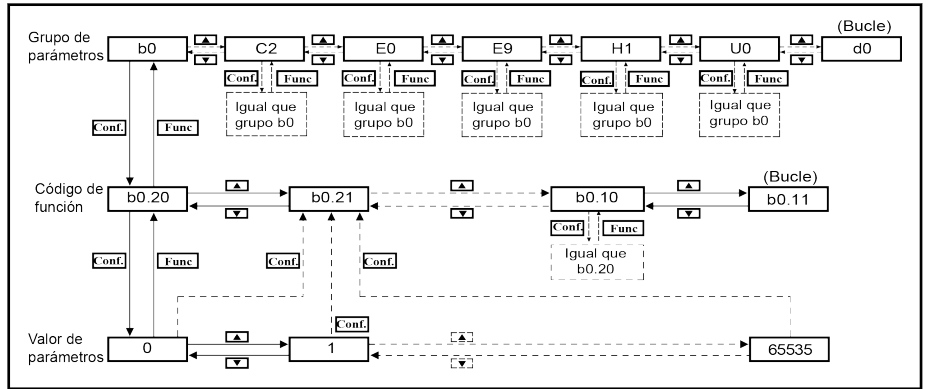 (Bucle)
Grupo de
parámetros
b0
C2
E0
E9
H1
U0
d0
Conf. Func
Conf. Func
Conf. Func
Conf. Func
Conf. Func
Igual que
grupo b0
Igual que
grupo b0
Igual que
grupo b0
Igual que
grupo b0
Igual que
grupo b0
Conf. Func
(Bucle)
Código de
función
b0.20
b0.21
b0.10
b0.11
Conf. Func
Igual que
b0.20
Conf. Func
Conf.
Conf.
Conf.
Valor de
parámetros
0
1
65535